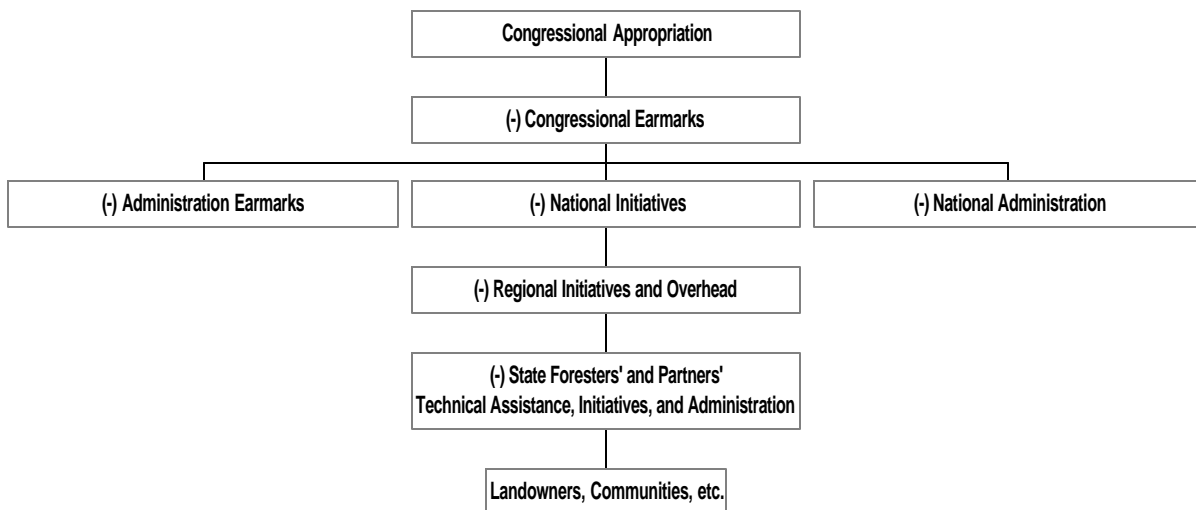 Congressional Appropriation
(-) Congressional Earmarks
(-) Administration Earmarks
(-) National Initiatives
(-) National Administration
(-) Regional Initiatives and Overhead
(-) State Foresters' and Partners'
Technical Assistance, Initiatives, and Administration
Landowners, Communities, etc.